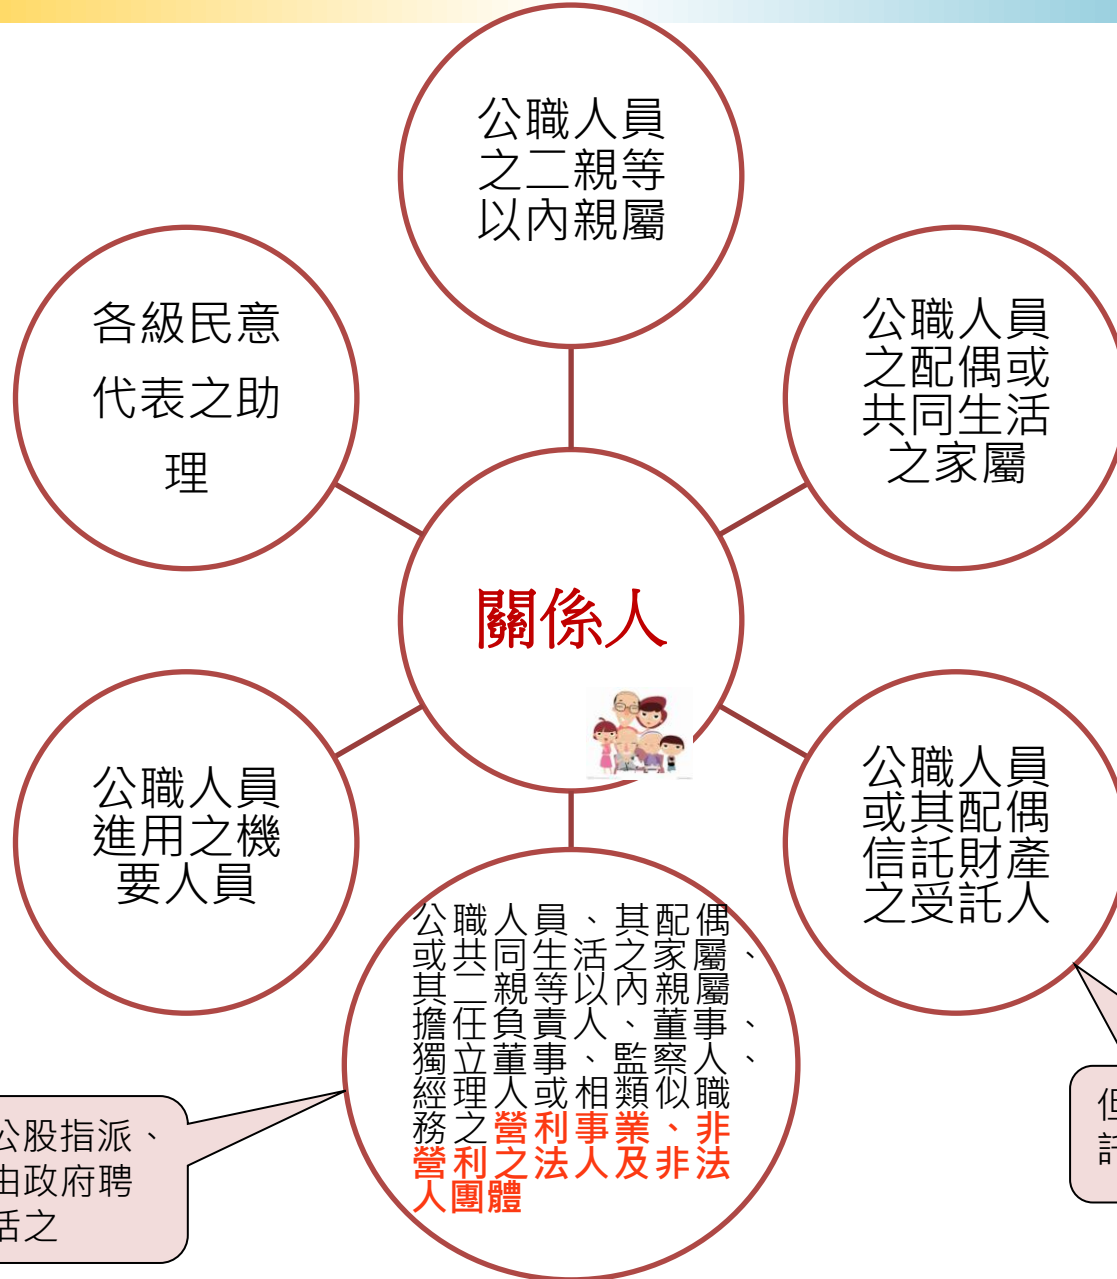 公職人員
之二親等
以內親屬
各級民意
代表之助
理
公職人員
之配偶或
共同生活
之家屬
關係人
公職人員
進用之機
要人員
公職人員
或其配偶
信託財產
之受託人
公職人員、其配偶
或共同生活之家屬、
其二親等以內親屬
擔任負責人、董事、
獨立董事、監察人、
經理人或相類似職
務之營利事業、非
營利之法人及非法
人團體
公股指派、
由政府聘
括之
但
託